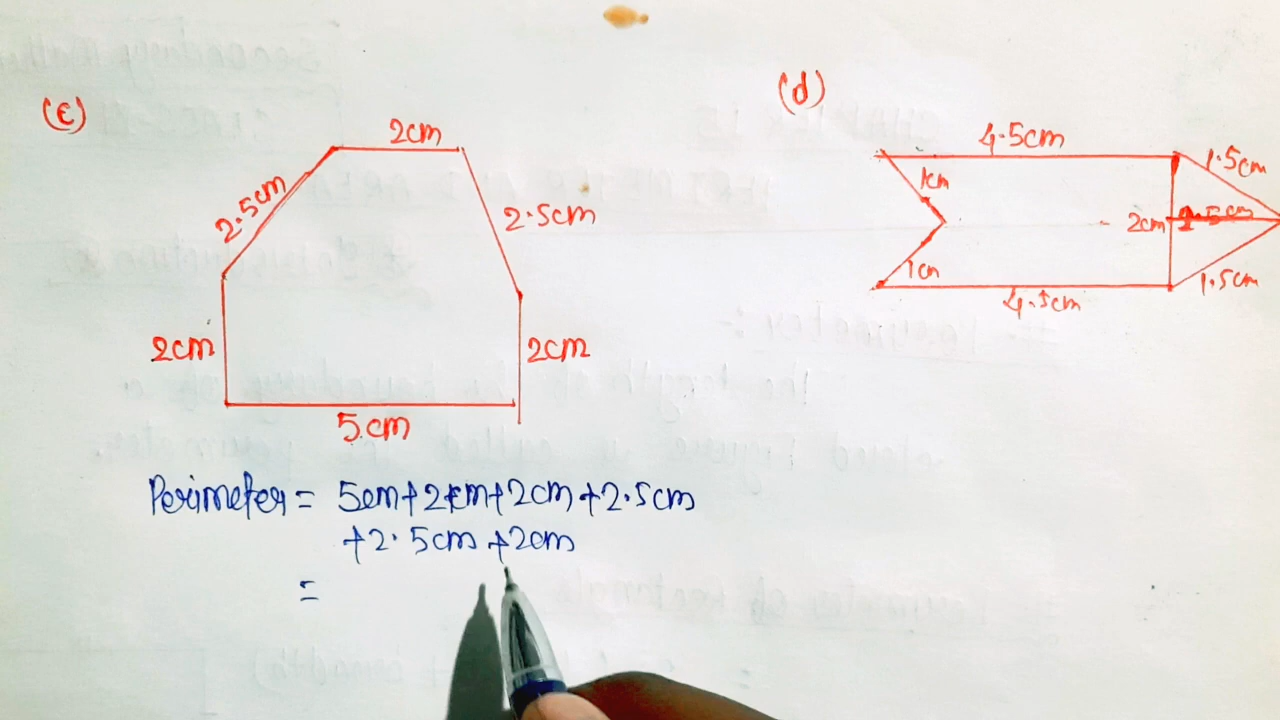 (c)
2cm
2.5cm
2.5cm
2cm
2cm
5cm
(d)
4.5cm
1.5cm
1cm
2cm
1cm
1.5cm
4.5cm
Perimeter = 5cm+2cm+2cm+2.5cm
+2.5cm+2cm
=